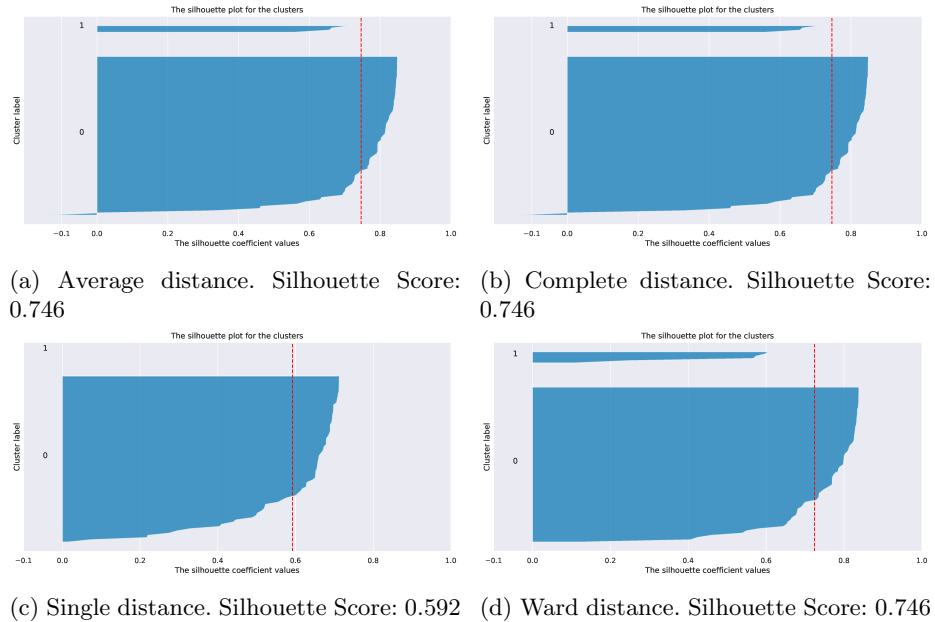 The silhouette plot for the clusters
1
0
Cluster label
−0.1 0.0 0.2 0.4 0.6 0.8 1.0
The silhouette coefficient values
(a) Average distance. Silhouette Score:
0.746
The silhouette plot for the clusters
1
0
Cluster label
−0.1 0.0 0.2 0.4 0.6 0.8 1.0
The silhouette coefficient values
(b) Complete distance. Silhouette Score:
0.746
The silhouette plot for the clusters
1
0
Cluster label
−0.1 0.0 0.2 0.4 0.6 0.8 1.0
The silhouette coefficient values
(c) Single distance. Silhouette Score: 0.592
The silhouette plot for the clusters
1
0
Cluster label
−0.1 0.0 0.2 0.4 0.6 0.8 1.0
The silhouette coefficient values
(d) Ward distance. Silhouette Score: 0.746